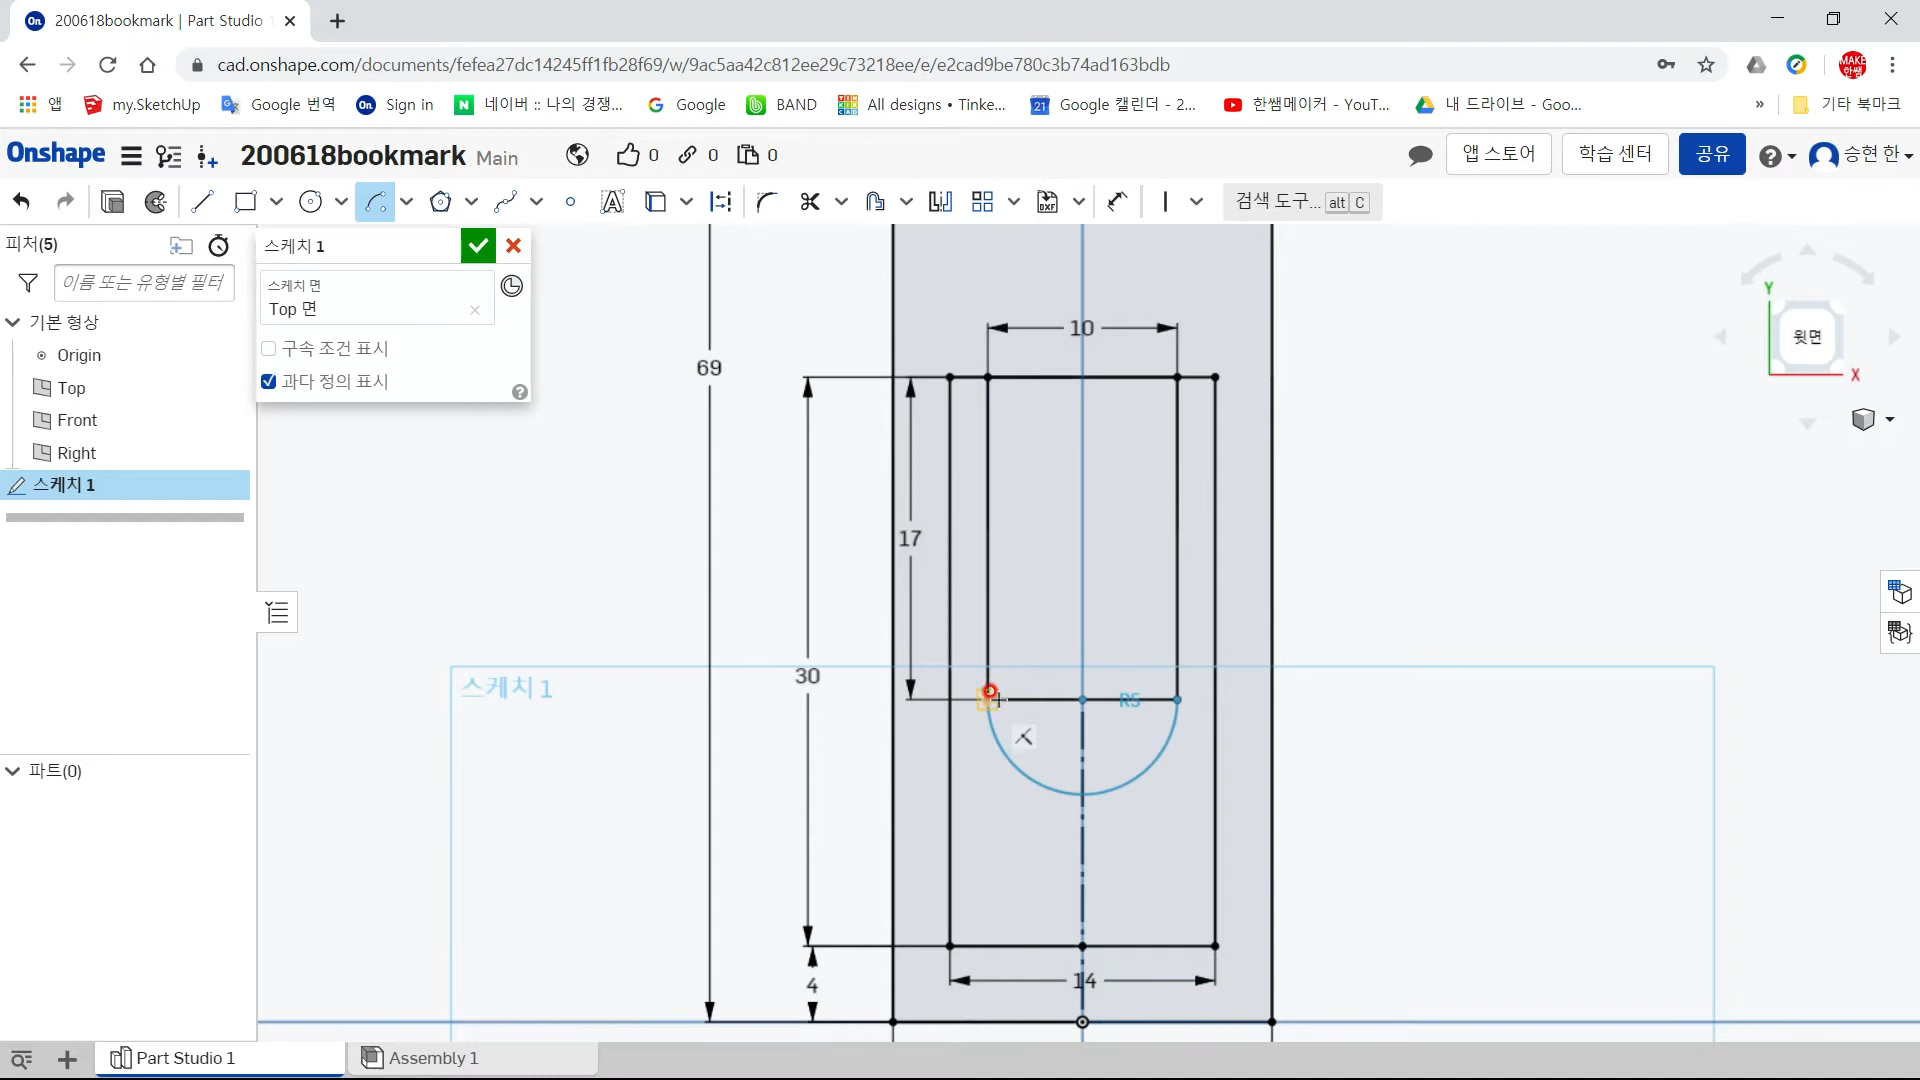 200618bookmark | Part Studio 1
cad.onshape.com/documents/fefea27dc14245ff1fb28f69/w/9ac5aa42c812ee29c73218ee/e/e2cad9be780c3b74ad163bdb
MAKE
한쌤
앱 my.SketchUp Google 번역 Sign in 네이버 :: 나의 경쟁... Google BAND All designs • Tinke... Google 캘린더 - 2... 한쌤메이커 - YouT... 내 드라이브 - Goo... » 기타 북마크
Onshape 200618bookmark Main 0 0 0 앱 스토어 학습 센터 공유 승현 한
검색 도구... alt C
피처(5)
이름 또는 유형별 필터
기본 형상
Origin
Top
Front
Right
스케치 1
파트(0)
스케치 1
스케치 면
Top 면
구속 조건 표시
과다 정의 표시
69
10
17
30
R5
스케치 1
4
14
Y
윗면
X
Part Studio 1 Assembly 1